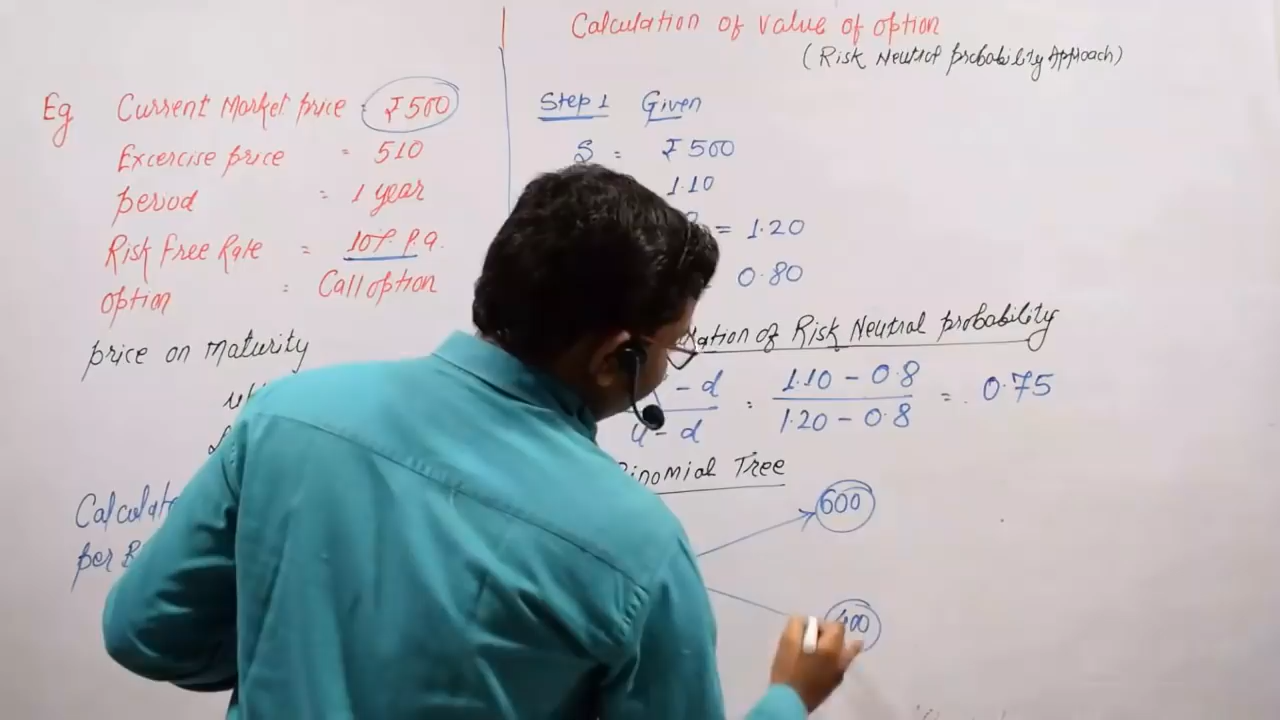 Calculation of value of option
(Risk Neutral probability Approach)
Eg Current Market price = ₹500
Excercise price = 510
period = 1 year
Risk Free Rate = 10% p.a.
option = Call option
price on maturity
Calculate
per
Step 1 Given
S = ₹500
1.10
= 1.20
0.80
of Risk Neutral probability
- d / u - d = 1.10 - 0.8 / 1.20 - 0.8 = 0.75
Binomial Tree
600
400